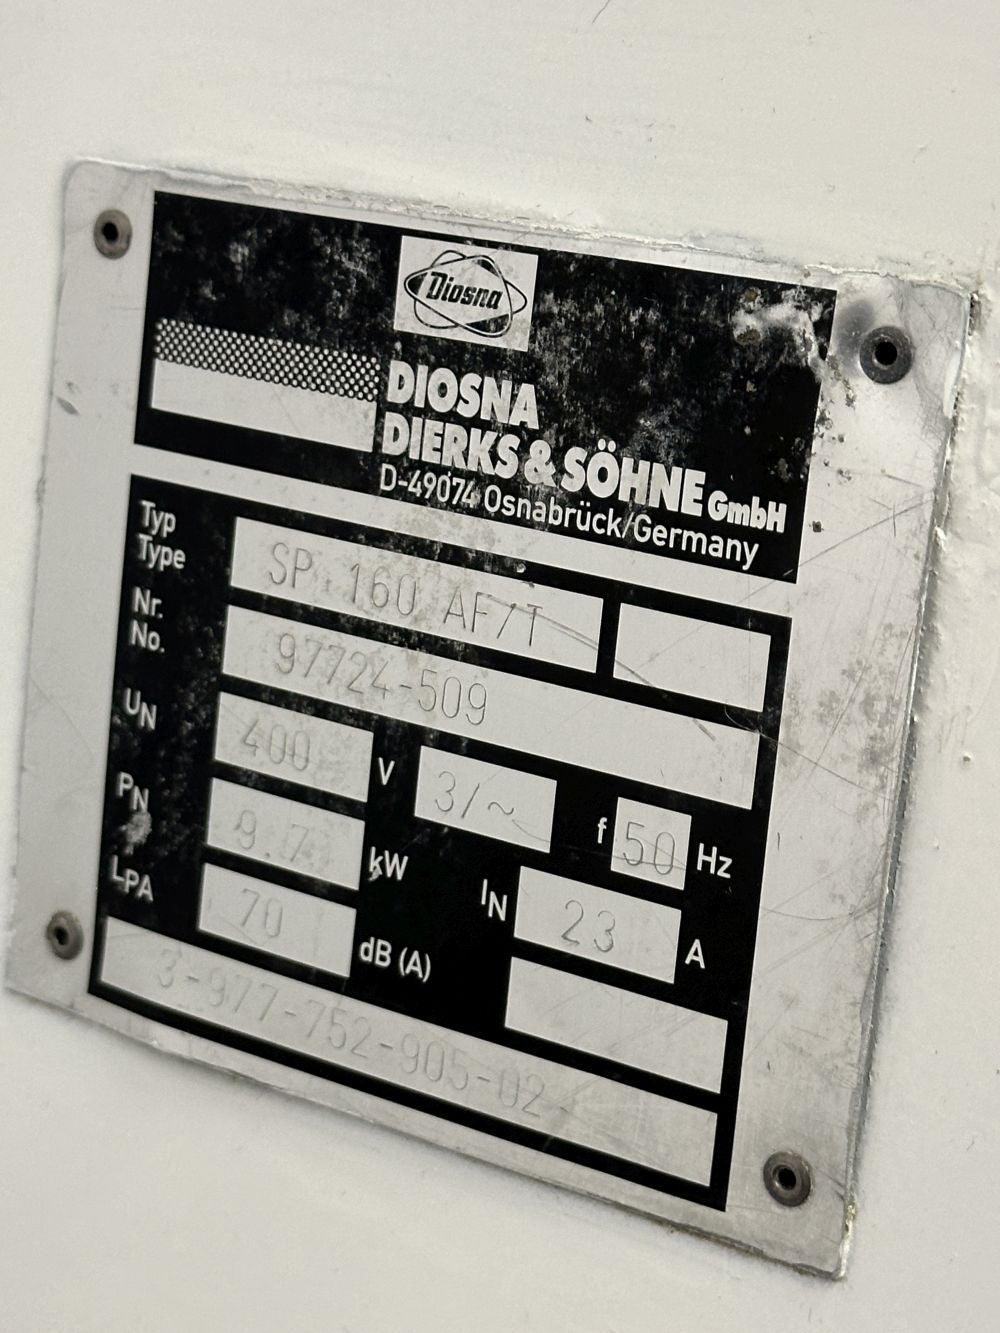 Diosna
DIOSNA
DIERKS & SÖHNE GmbH
D-49074 Osnabrück/Germany
Typ
Type
SP 160 AF/T
Nr.
No.
97724-509
UN 400 V 3/~ f 50 Hz
PN 9.7 kW IN 23 A
LPA 70 dB (A)
3-977-752-905-02